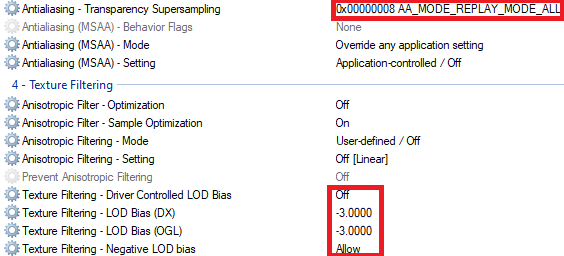 Antialiasing - Transparency Supersampling 0x00000008 AA_MODE_REPLAY_MODE_ALL
Antialiasing (MSAA) - Behavior Flags None
Antialiasing (MSAA) - Mode Override any application setting
Antialiasing (MSAA) - Setting Application-controlled / Off
4 - Texture Filtering
Anisotropic Filter - Optimization Off
Anisotropic Filter - Sample Optimization On
Anisotropic Filtering - Mode User-defined / Off
Anisotropic Filtering - Setting Off [Linear]
Prevent Anisotropic Filtering Off
Texture Filtering - Driver Controlled LOD Bias Off
Texture Filtering - LOD Bias (DX) -3.0000
Texture Filtering - LOD Bias (OGL) -3.0000
Texture Filtering - Negative LOD bias Allow